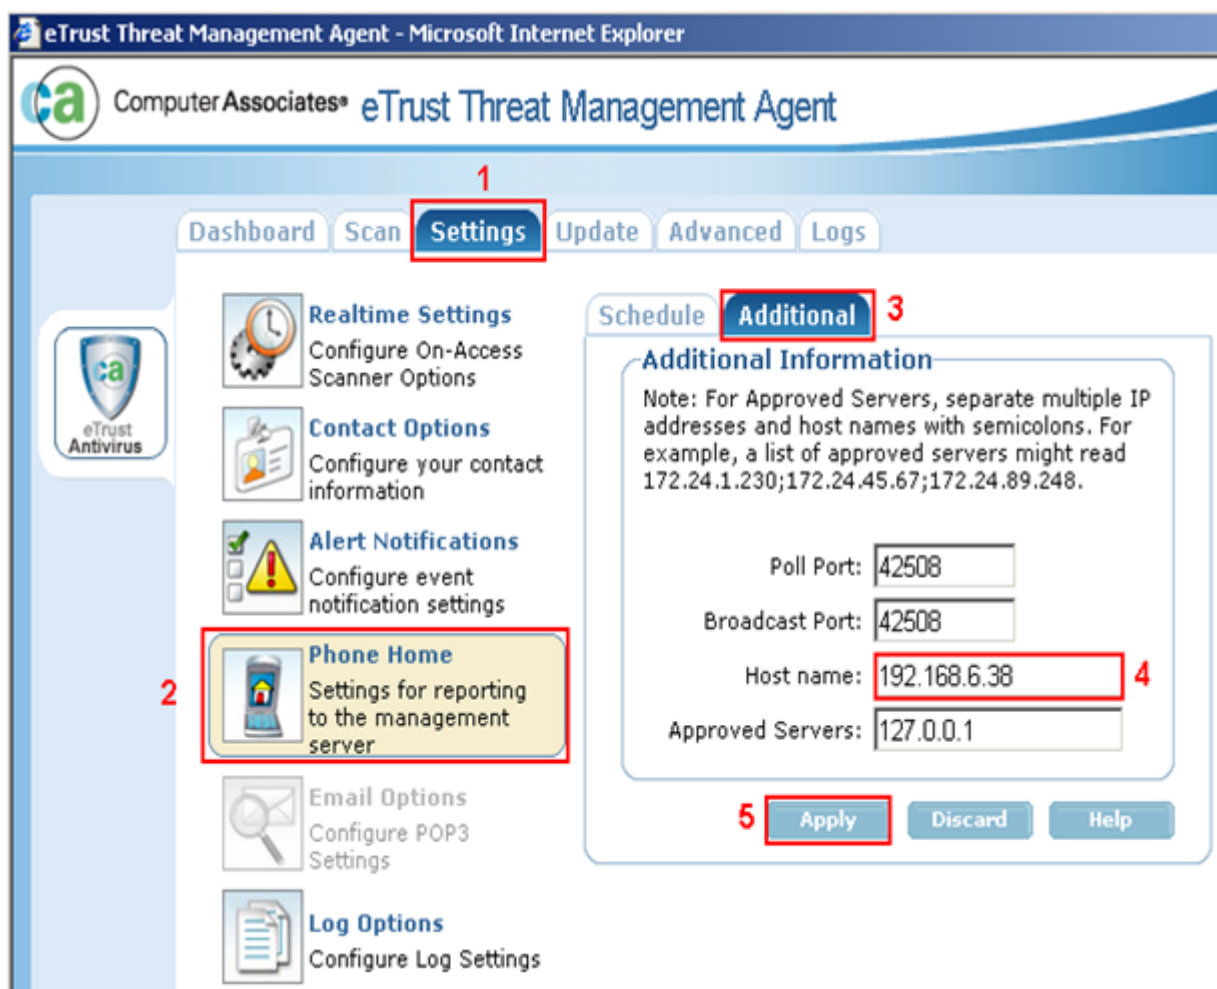 eTrust Threat Management Agent - Microsoft Internet Explorer
ca Computer Associates® eTrust Threat Management Agent
1
Dashboard Scan Settings Update Advanced Logs
ca
eTrust
Antivirus
Realtime Settings
Configure On-Access
Scanner Options
Contact Options
Configure your contact
information
Alert Notifications
Configure event
notification settings
2
Phone Home
Settings for reporting
to the management
server
Email Options
Configure POP3
Settings
Log Options
Configure Log Settings
Schedule Additional 3
Additional Information
Note: For Approved Servers, separate multiple IP
addresses and host names with semicolons. For
example, a list of approved servers might read
172.24.1.230;172.24.45.67;172.24.89.248.
Poll Port: 42508
Broadcast Port: 42508
Host name: 192.168.6.38 4
Approved Servers: 127.0.0.1
5 Apply Discard Help